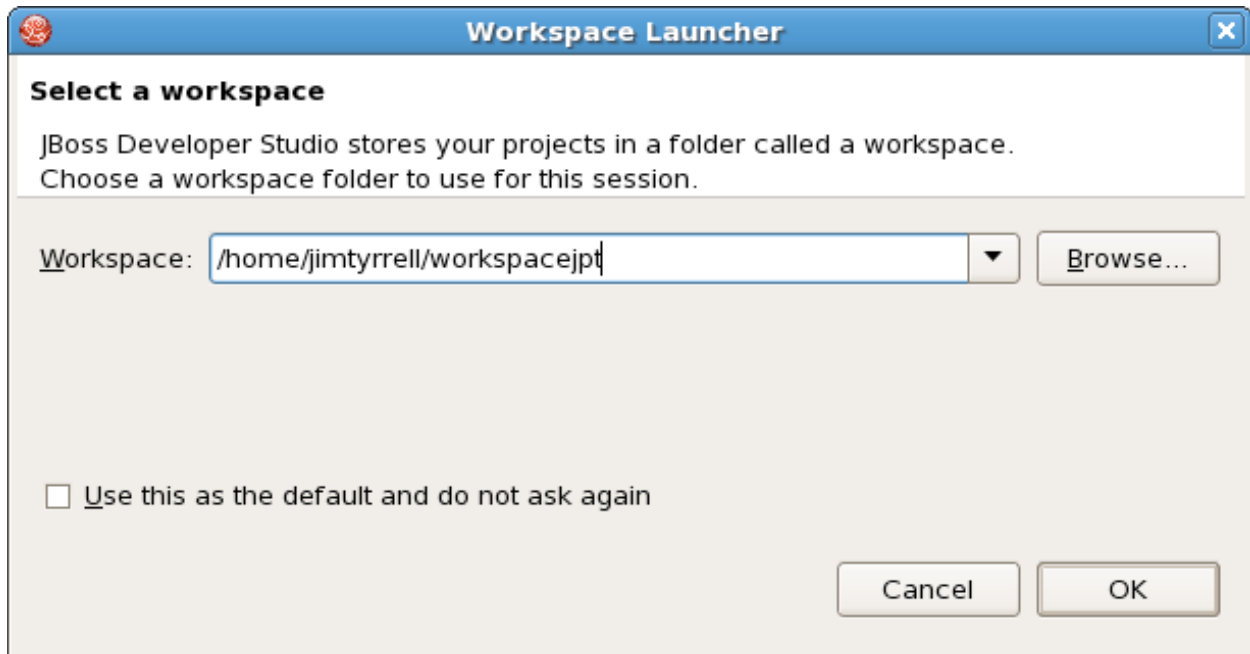 Workspace Launcher
Select a workspace
JBoss Developer Studio stores your projects in a folder called a workspace.
Choose a workspace folder to use for this session.
Workspace: /home/jimtyrrell/workspacejpt Browse...
Use this as the default and do not ask again
Cancel OK